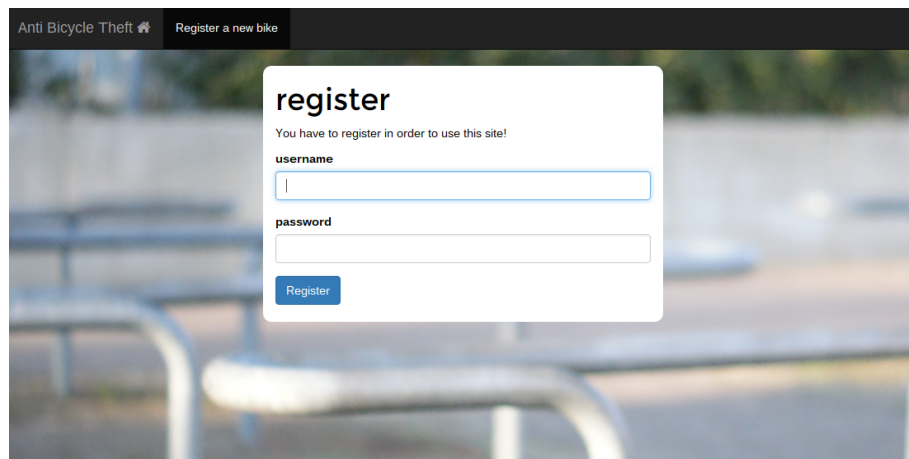 Anti Bicycle Theft Register a new bike
register
You have to register in order to use this site!
username
password
Register